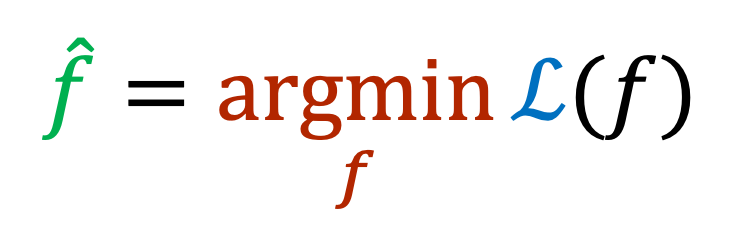 f̂ = argmin ℒ(f)
f